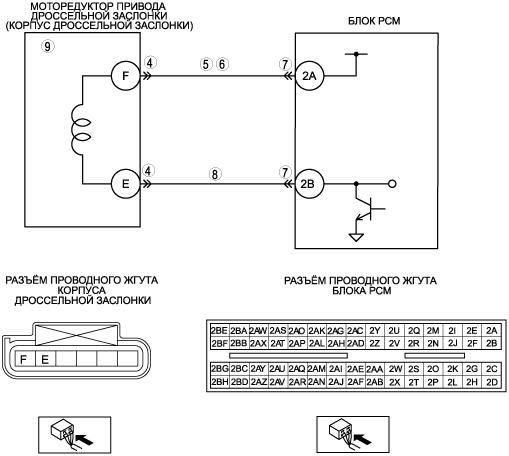 МОТОРЕДУКТОР ПРИВОДА
ДРОССЕЛЬНОЙ ЗАСЛОНКИ
(КОРПУС ДРОССЕЛЬНОЙ ЗАСЛОНКИ)
БЛОК PCM
9
F 4 5 6 7 2A
E 4 8 7 2B
РАЗЪЁМ ПРОВОДНОГО ЖГУТА
КОРПУСА
ДРОССЕЛЬНОЙ ЗАСЛОНКИ
РАЗЪЁМ ПРОВОДНОГО ЖГУТА
БЛОКА PCM
F E
2BE 2BA 2AW 2AS 2AO 2AK 2AG 2AC 2Y 2U 2Q 2M 2I 2E 2A
2BF 2BB 2AX 2AT 2AP 2AL 2AH 2AD 2Z 2V 2R 2N 2J 2F 2B
2BG 2BC 2AY 2AU 2AQ 2AM 2AI 2AE 2AA 2W 2S 2O 2K 2G 2C
2BH 2BD 2AZ 2AV 2AR 2AN 2AJ 2AF 2AB 2X 2T 2P 2L 2H 2D